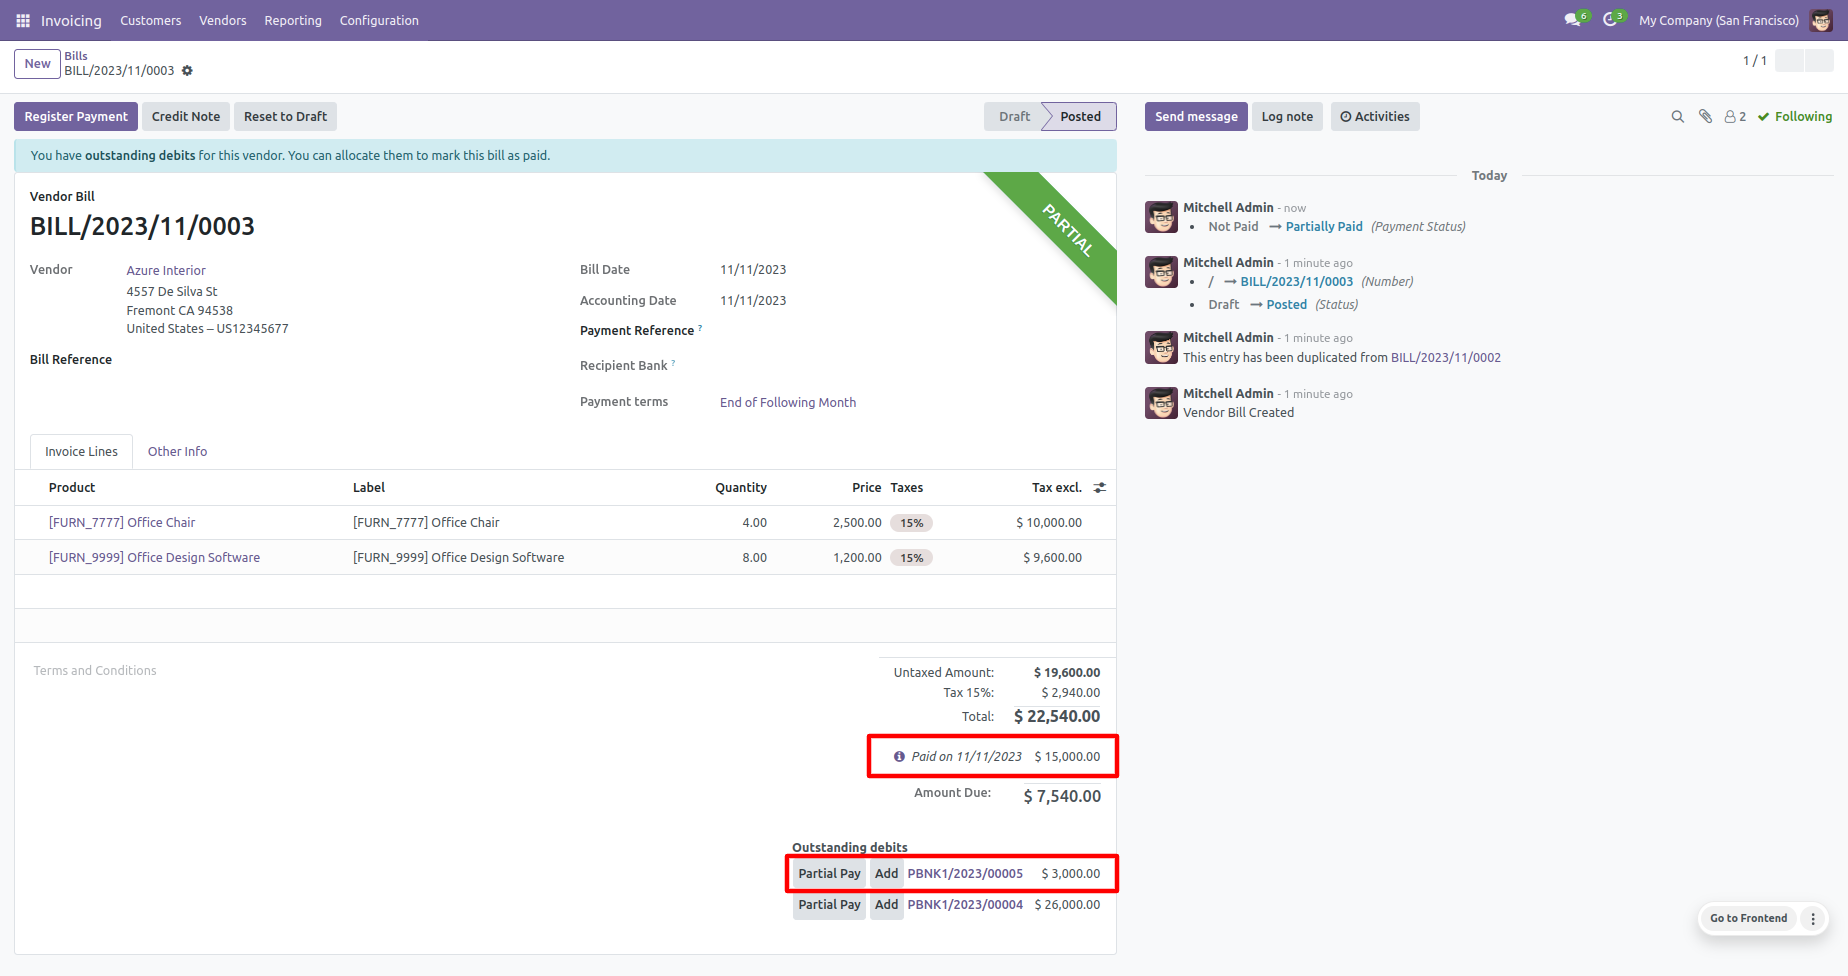 Invoicing Customers Vendors Reporting Configuration 6 3 My Company (San Francisco)
New Bills
BILL/2023/11/0003
1 / 1
Register Payment Credit Note Reset to Draft Draft Posted
Send message Log note Activities 2 Following
You have outstanding debits for this vendor. You can allocate them to mark this bill as paid.
PARTIAL
Vendor Bill
BILL/2023/11/0003
Vendor Azure Interior
4557 De Silva St
Fremont CA 94538
United States – US12345677
Bill Reference
Bill Date 11/11/2023
Accounting Date 11/11/2023
Payment Reference ?
Recipient Bank ?
Payment terms End of Following Month
Invoice Lines Other Info
Product Label Quantity Price Taxes Tax excl.
[FURN_7777] Office Chair [FURN_7777] Office Chair 4.00 2,500.00 15% $ 10,000.00
[FURN_9999] Office Design Software [FURN_9999] Office Design Software 8.00 1,200.00 15% $ 9,600.00
Terms and Conditions
Untaxed Amount: $ 19,600.00
Tax 15%: $ 2,940.00
Total: $ 22,540.00
Paid on 11/11/2023 $ 15,000.00
Amount Due: $ 7,540.00
Outstanding debits
Partial Pay Add PBNK1/2023/00005 $ 3,000.00
Partial Pay Add PBNK1/2023/00004 $ 26,000.00
Today
Mitchell Admin - now
• Not Paid → Partially Paid (Payment Status)
Mitchell Admin - 1 minute ago
• / → BILL/2023/11/0003 (Number)
• Draft → Posted (Status)
Mitchell Admin - 1 minute ago
This entry has been duplicated from BILL/2023/11/0002
Mitchell Admin - 1 minute ago
Vendor Bill Created
Go to Frontend